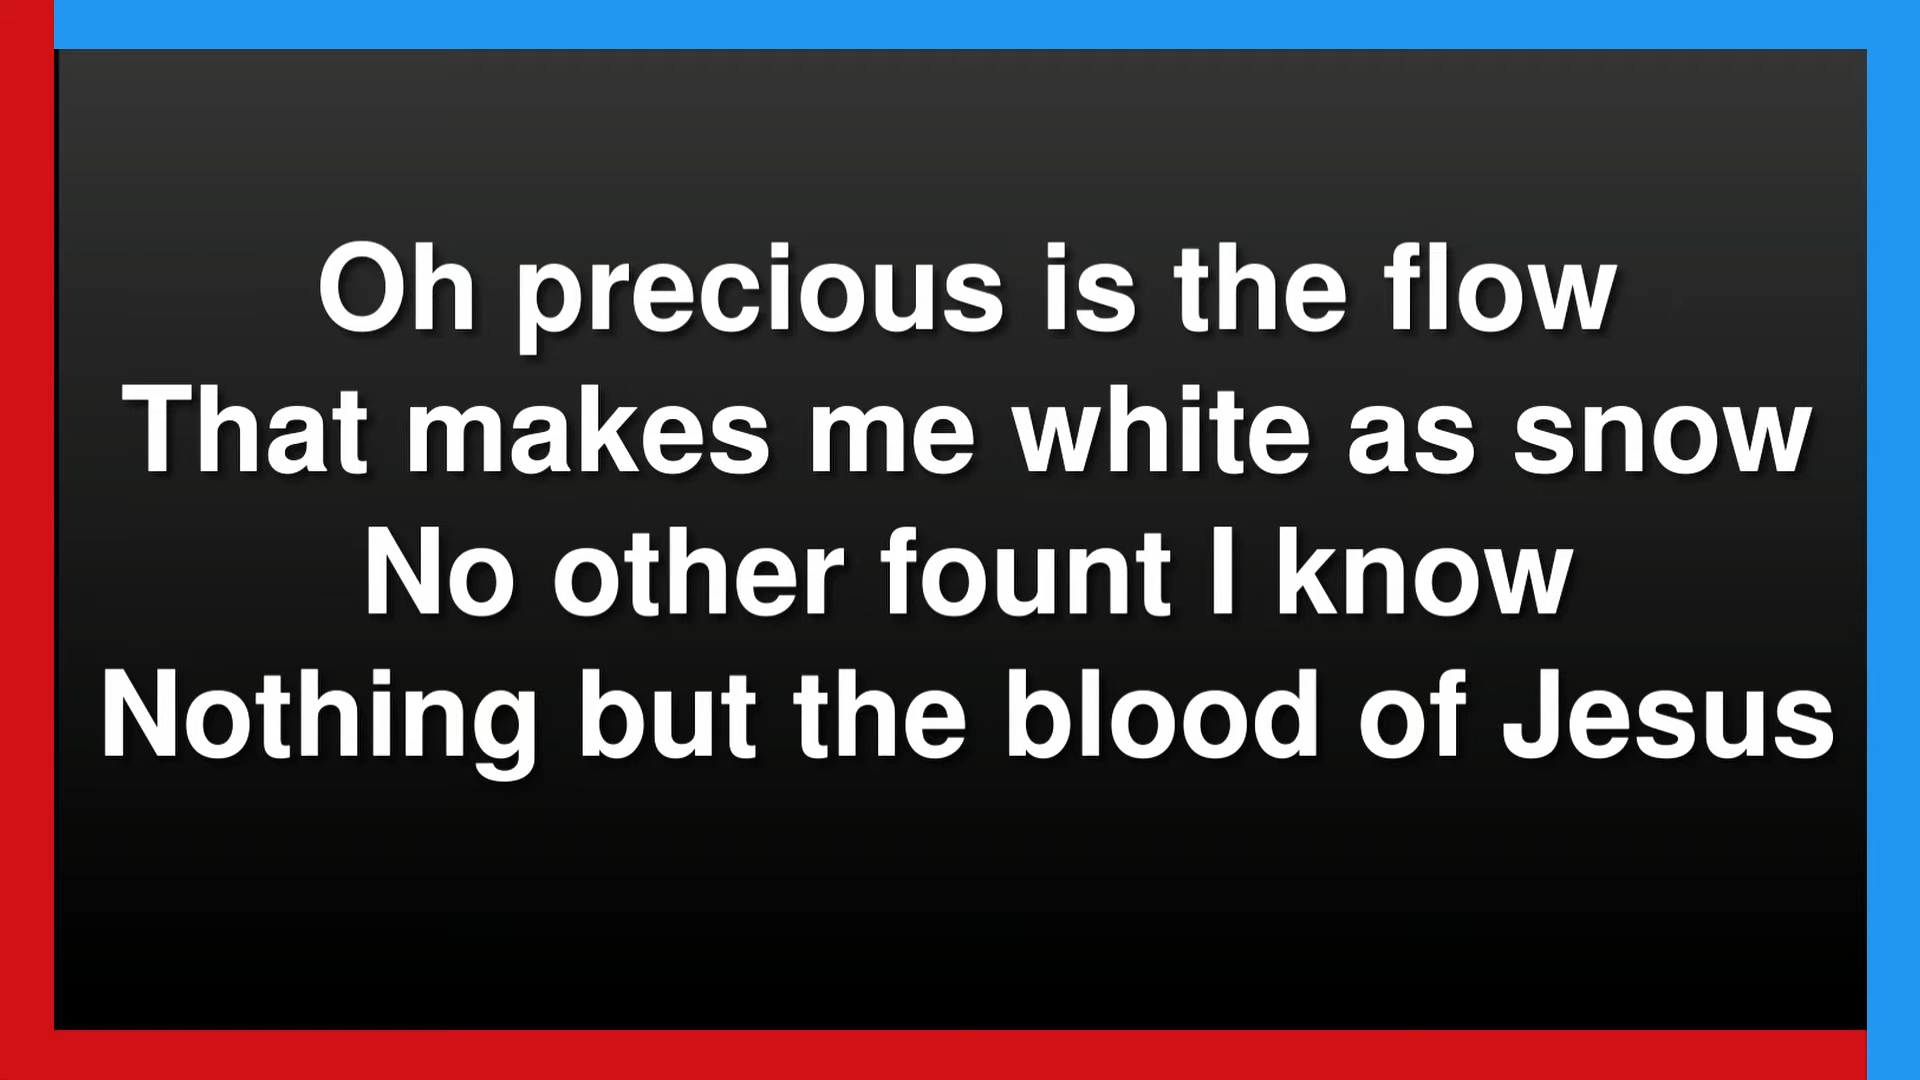 Oh precious is the flow
That makes me white as snow
No other fount I know
Nothing but the blood of Jesus